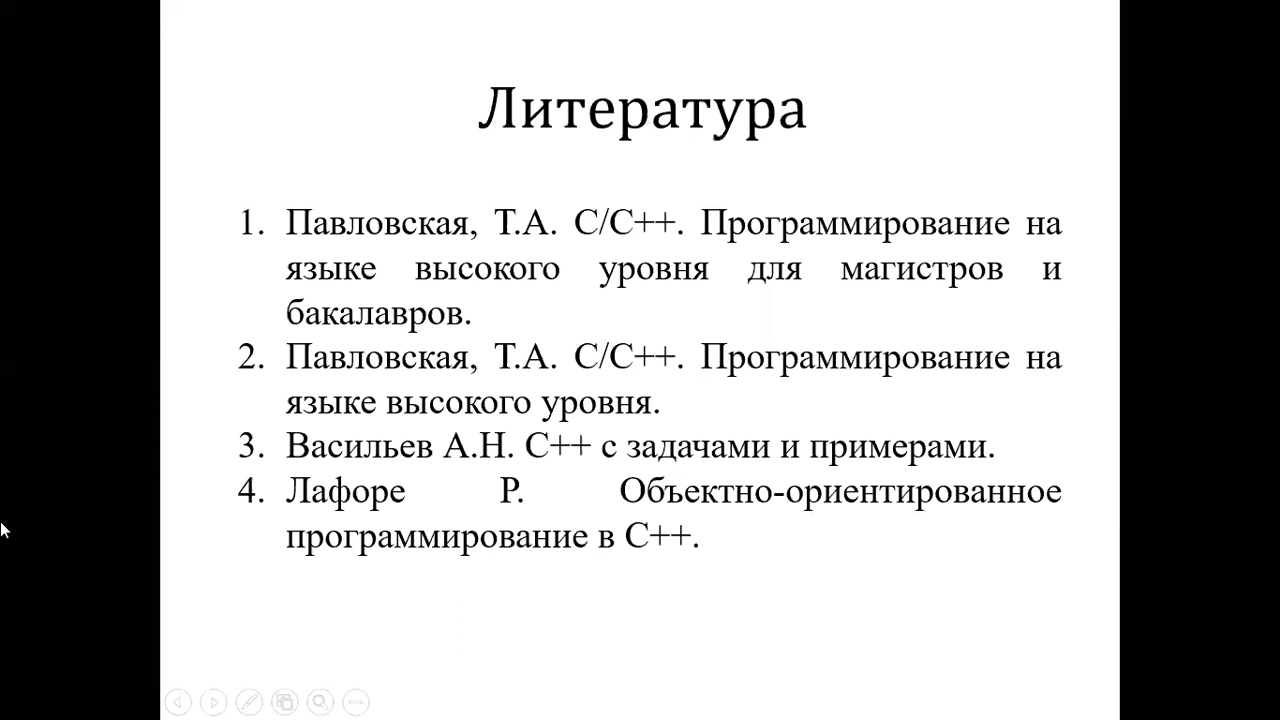 Литература
1. Павловская, Т.А. С/С++. Программирование на
языке высокого уровня для магистров и
бакалавров.
2. Павловская, Т.А. С/С++. Программирование на
языке высокого уровня.
3. Васильев А.Н. С++ с задачами и примерами.
4. Лафоре Р. Объектно-ориентированное
программирование в С++.